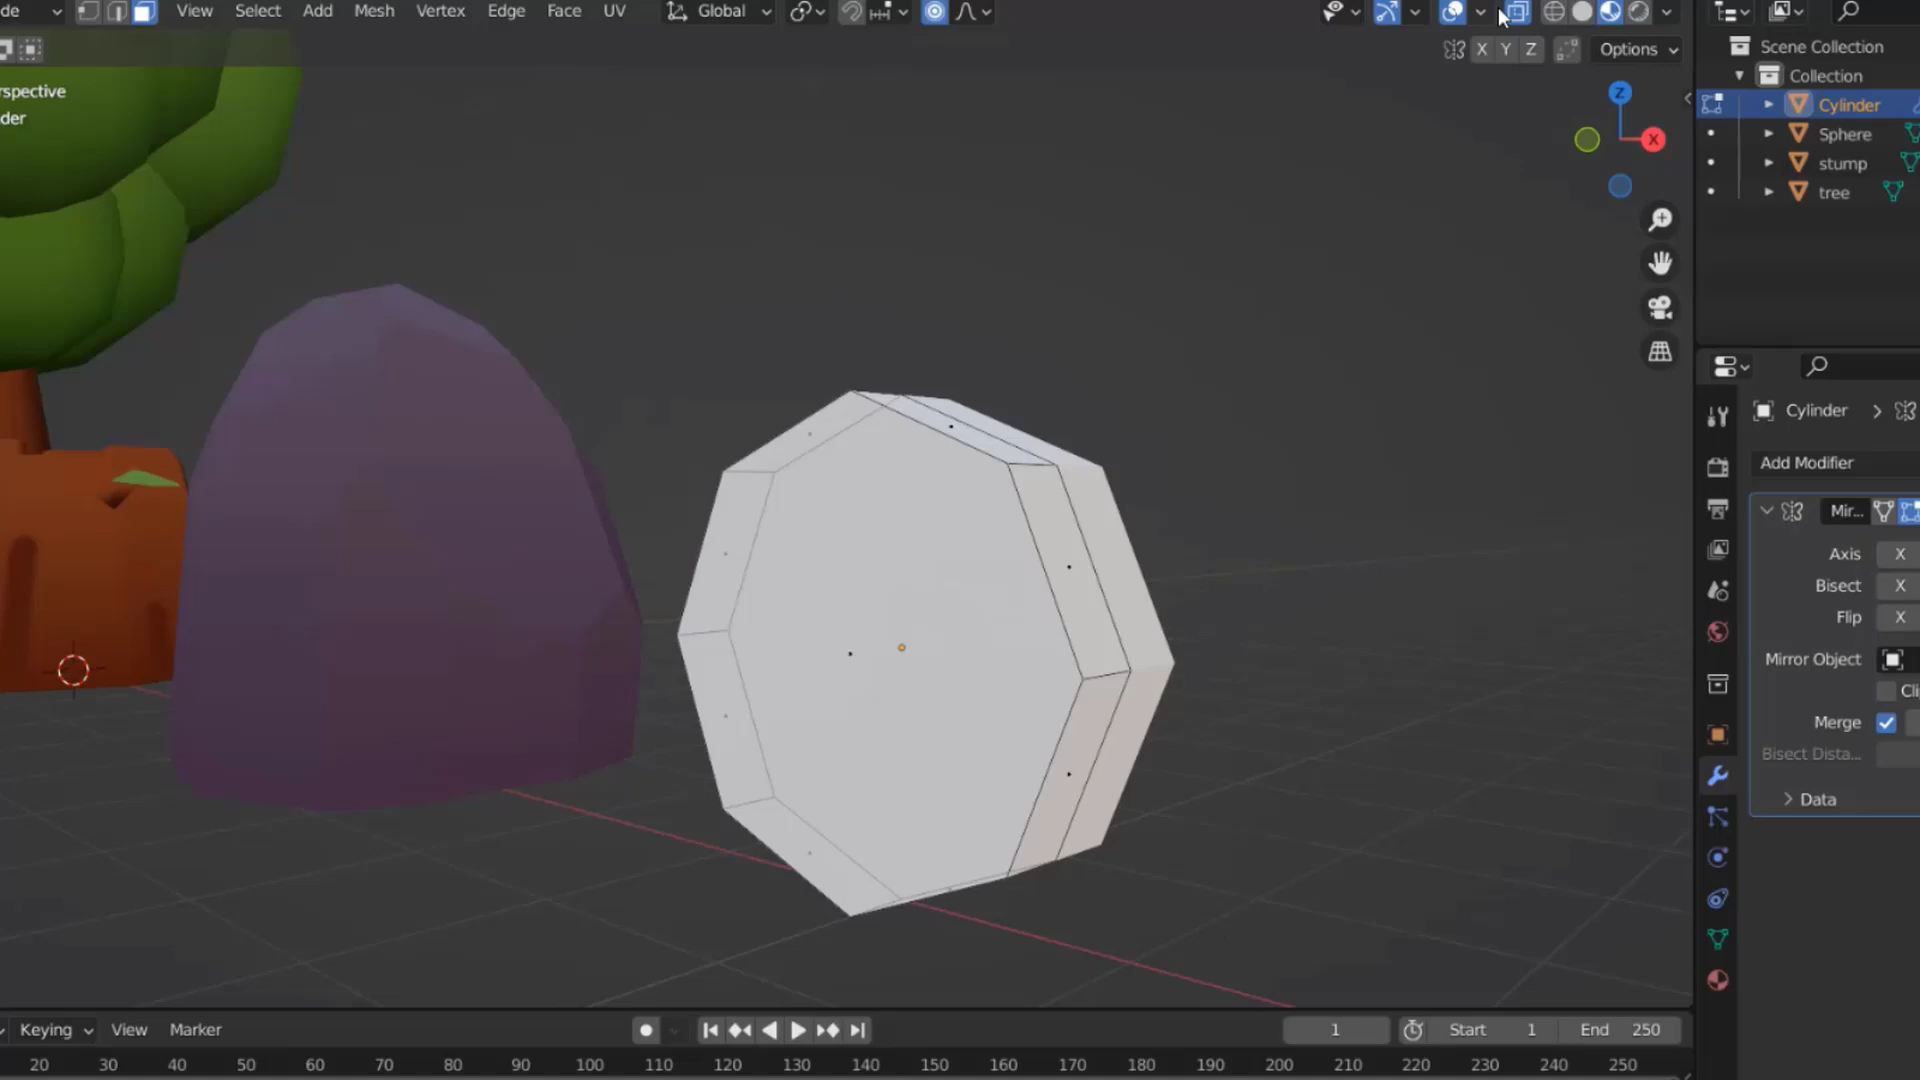 de View Select Add Mesh Vertex Edge Face UV Global
X Y Z Options
rspective
der
Z
X
Scene Collection
Collection
Cylinder
Sphere
stump
tree
Cylinder
Add Modifier
Mir...
Axis X
Bisect X
Flip X
Mirror Object
Cli
Merge
Bisect Dista...
Data
Keying View Marker 1 Start 1 End 250
20 30 40 50 60 70 80 90 100 110 120 130 140 150 160 170 180 190 200 210 220 230 240 250